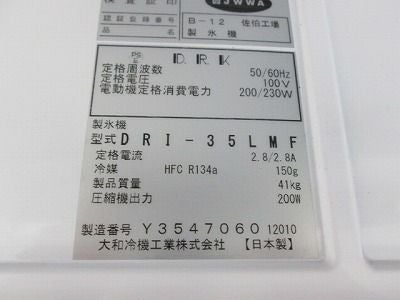 検査証印
JWWA
認証登録番号
B-12 佐伯工場
品名
製氷機
PS
E
D.R.K
定格周波数 50/60Hz
定格電圧 100V
電動機定格消費電力 200/230W
製氷機
型式 DRI-35LMF
定格電流 2.8/2.8A
冷媒 HFC R134a 150g
製品質量 41kg
圧縮機出力 200W
製造番号 Y3547060 12010
大和冷機工業株式会社 【日本製】